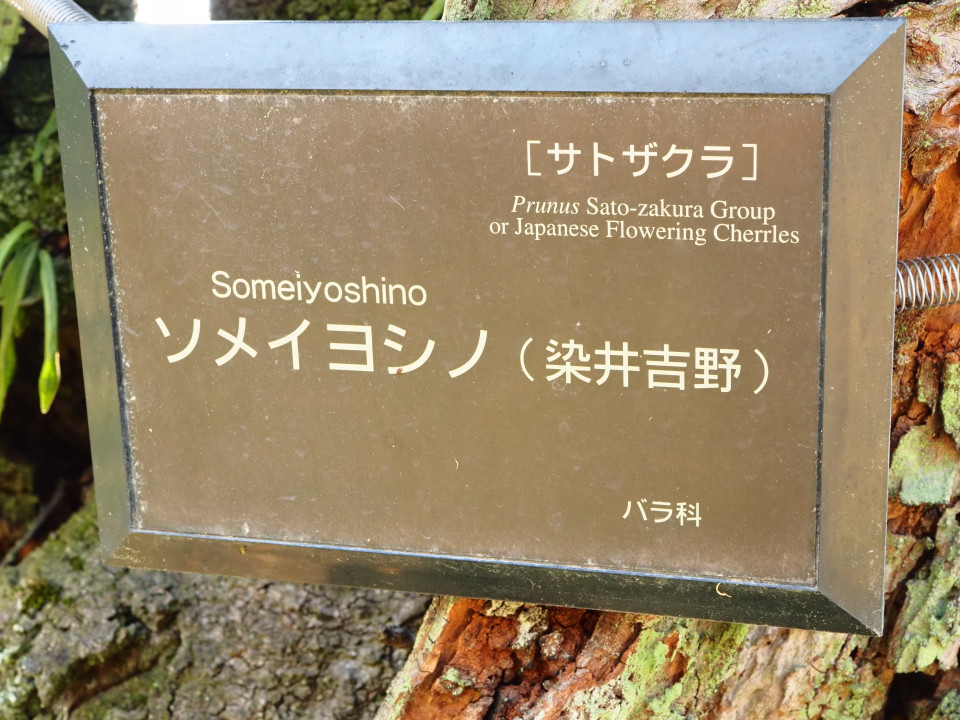 ［サトザクラ］
Prunus Sato-zakura Group
or Japanese Flowering Cherrles
Someiyoshino
ソメイヨシノ（染井吉野）
バラ科